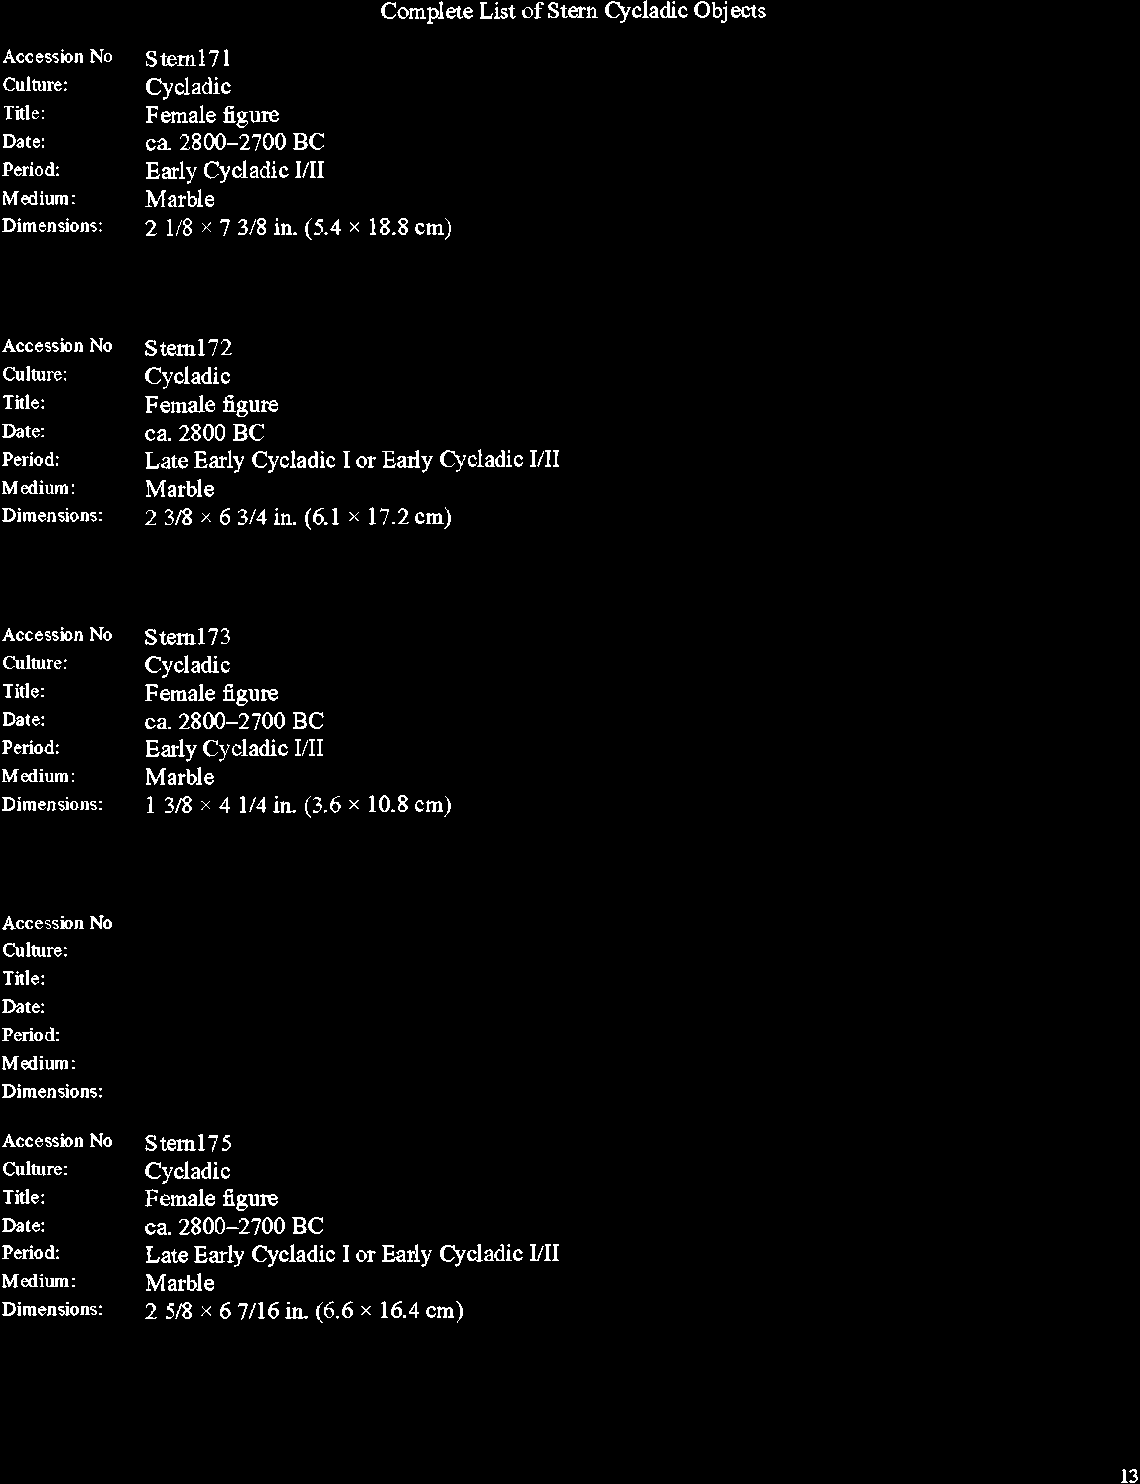 Complete List of Stern Cycladic Objects
Accession No Stern171
Culture: Cycladic
Title: Female figure
Date: ca. 2800–2700 BC
Period: Early Cycladic I/II
Medium: Marble
Dimensions: 2 1/8 × 7 3/8 in. (5.4 × 18.8 cm)
Accession No Stern172
Culture: Cycladic
Title: Female figure
Date: ca. 2800 BC
Period: Late Early Cycladic I or Early Cycladic I/II
Medium: Marble
Dimensions: 2 3/8 × 6 3/4 in. (6.1 × 17.2 cm)
Accession No Stern173
Culture: Cycladic
Title: Female figure
Date: ca. 2800–2700 BC
Period: Early Cycladic I/II
Medium: Marble
Dimensions: 1 3/8 × 4 1/4 in. (3.6 × 10.8 cm)
Accession No
Culture:
Title:
Date:
Period:
Medium:
Dimensions:
Accession No Stern175
Culture: Cycladic
Title: Female figure
Date: ca. 2800–2700 BC
Period: Late Early Cycladic I or Early Cycladic I/II
Medium: Marble
Dimensions: 2 5/8 × 6 7/16 in. (6.6 × 16.4 cm)
13